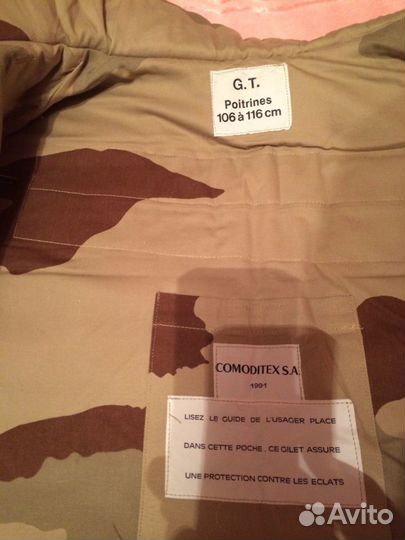 G.T.
Poitrines
106 à 116 cm
COMODITEX S.A.
1991
LISEZ LE GUIDE DE L'USAGER PLACE
DANS CETTE POCHE, CE GILET ASSURE
UNE PROTECTION CONTRE LES ECLATS
Avito